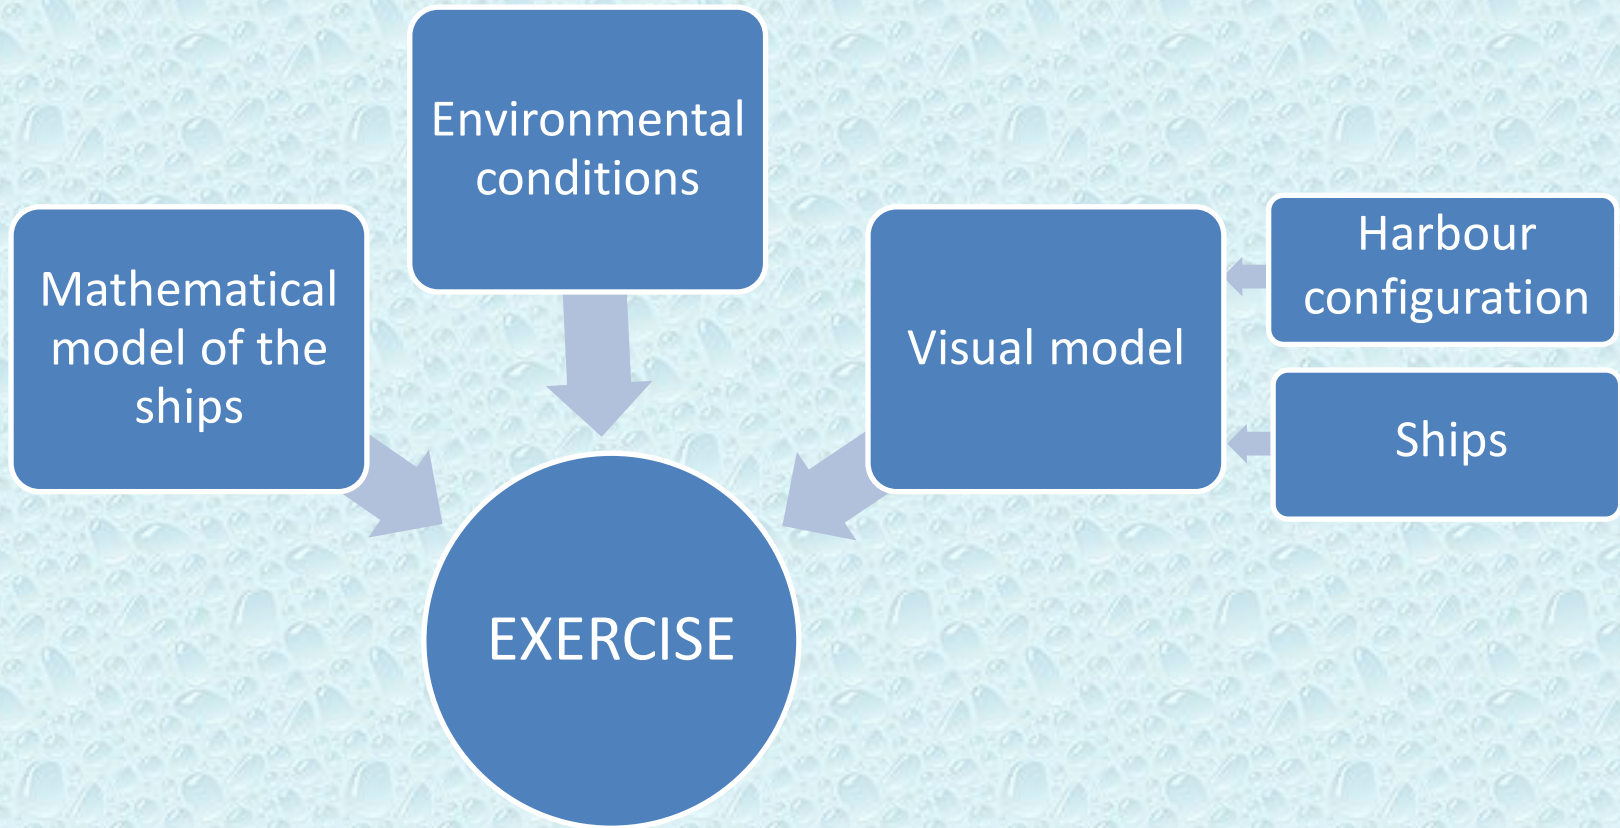 Environmental
conditions
Mathematical
model of the
ships
Visual model
Harbour
configuration
Ships
EXERCISE